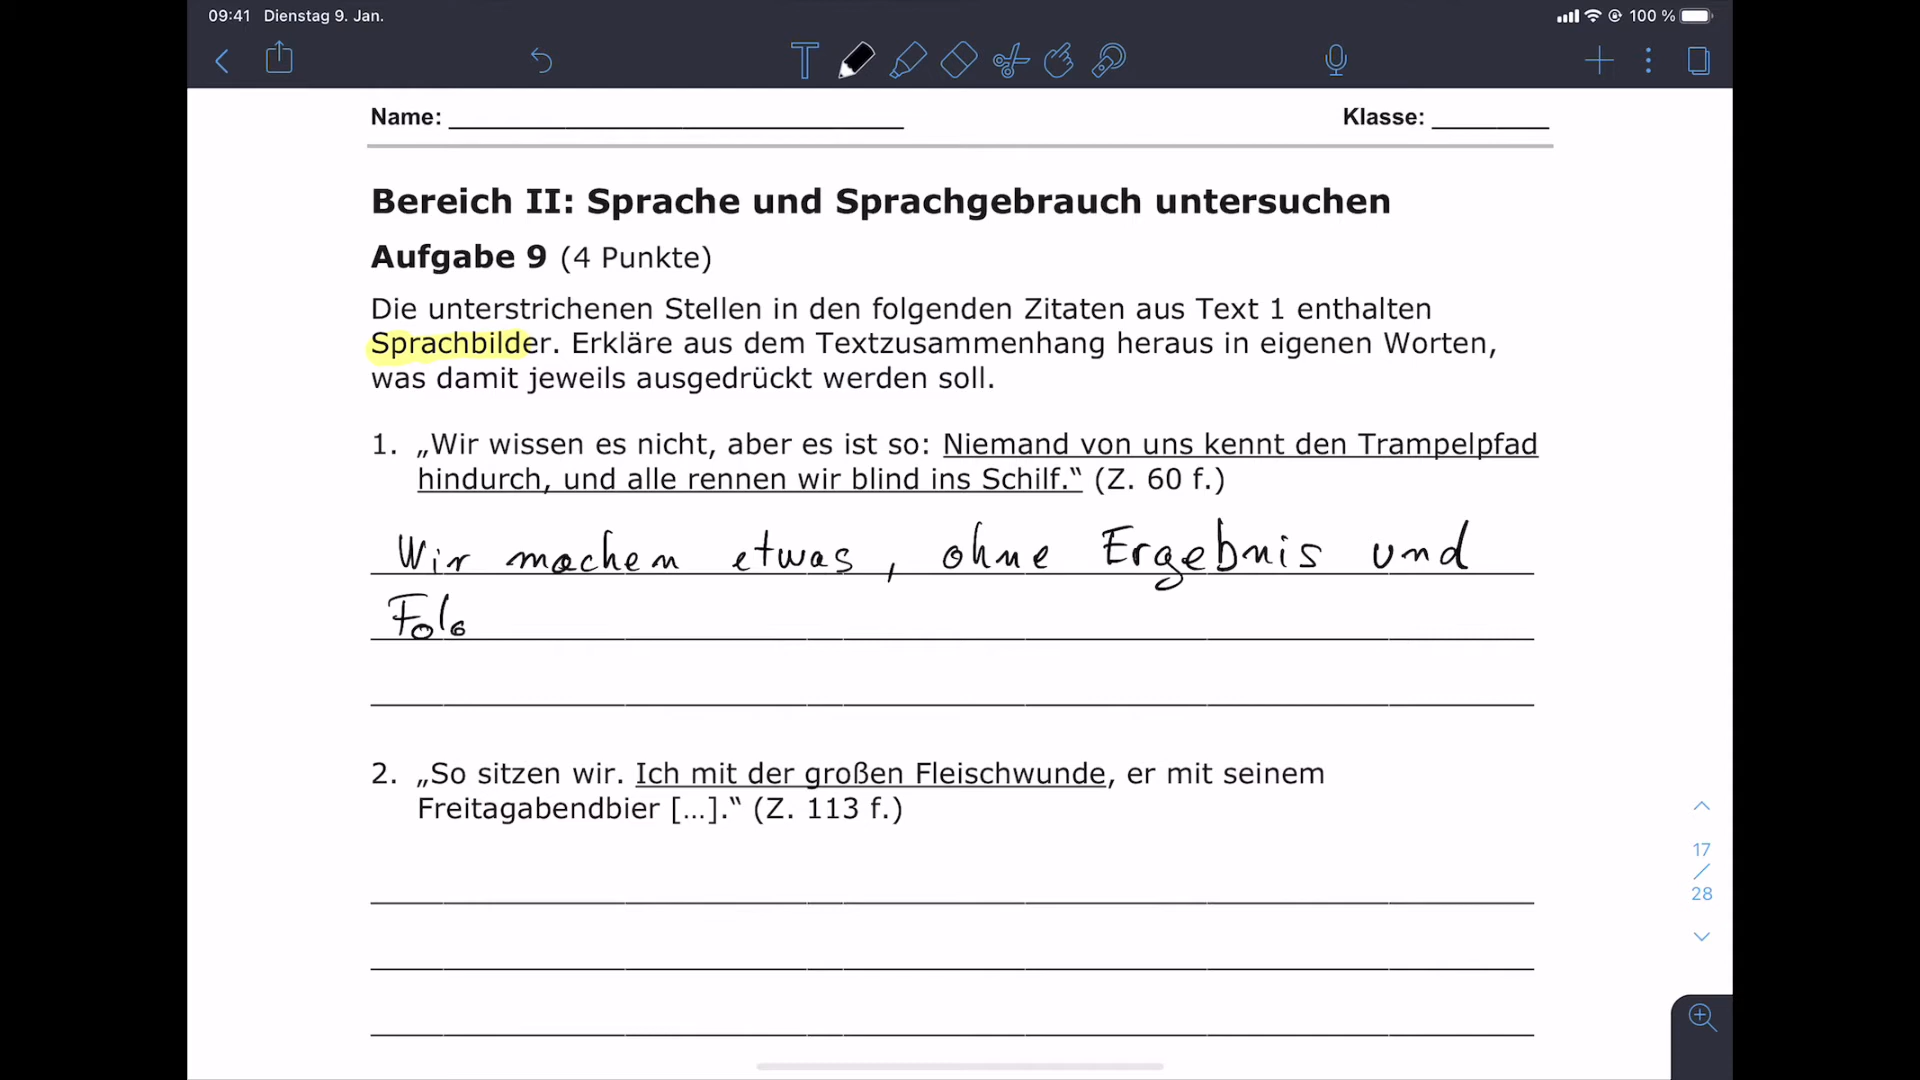 09:41 Dienstag 9. Jan. 100 %
Name: Klasse:
Bereich II: Sprache und Sprachgebrauch untersuchen
Aufgabe 9 (4 Punkte)
Die unterstrichenen Stellen in den folgenden Zitaten aus Text 1 enthalten
Sprachbilder. Erkläre aus dem Textzusammenhang heraus in eigenen Worten,
was damit jeweils ausgedrückt werden soll.
1. „Wir wissen es nicht, aber es ist so: Niemand von uns kennt den Trampelpfad
hindurch, und alle rennen wir blind ins Schilf.“ (Z. 60 f.)
Wir machen etwas, ohne Ergebnis und
2. „So sitzen wir. Ich mit der großen Fleischwunde, er mit seinem
Freitagabendbier […].“ (Z. 113 f.)
17
/
28